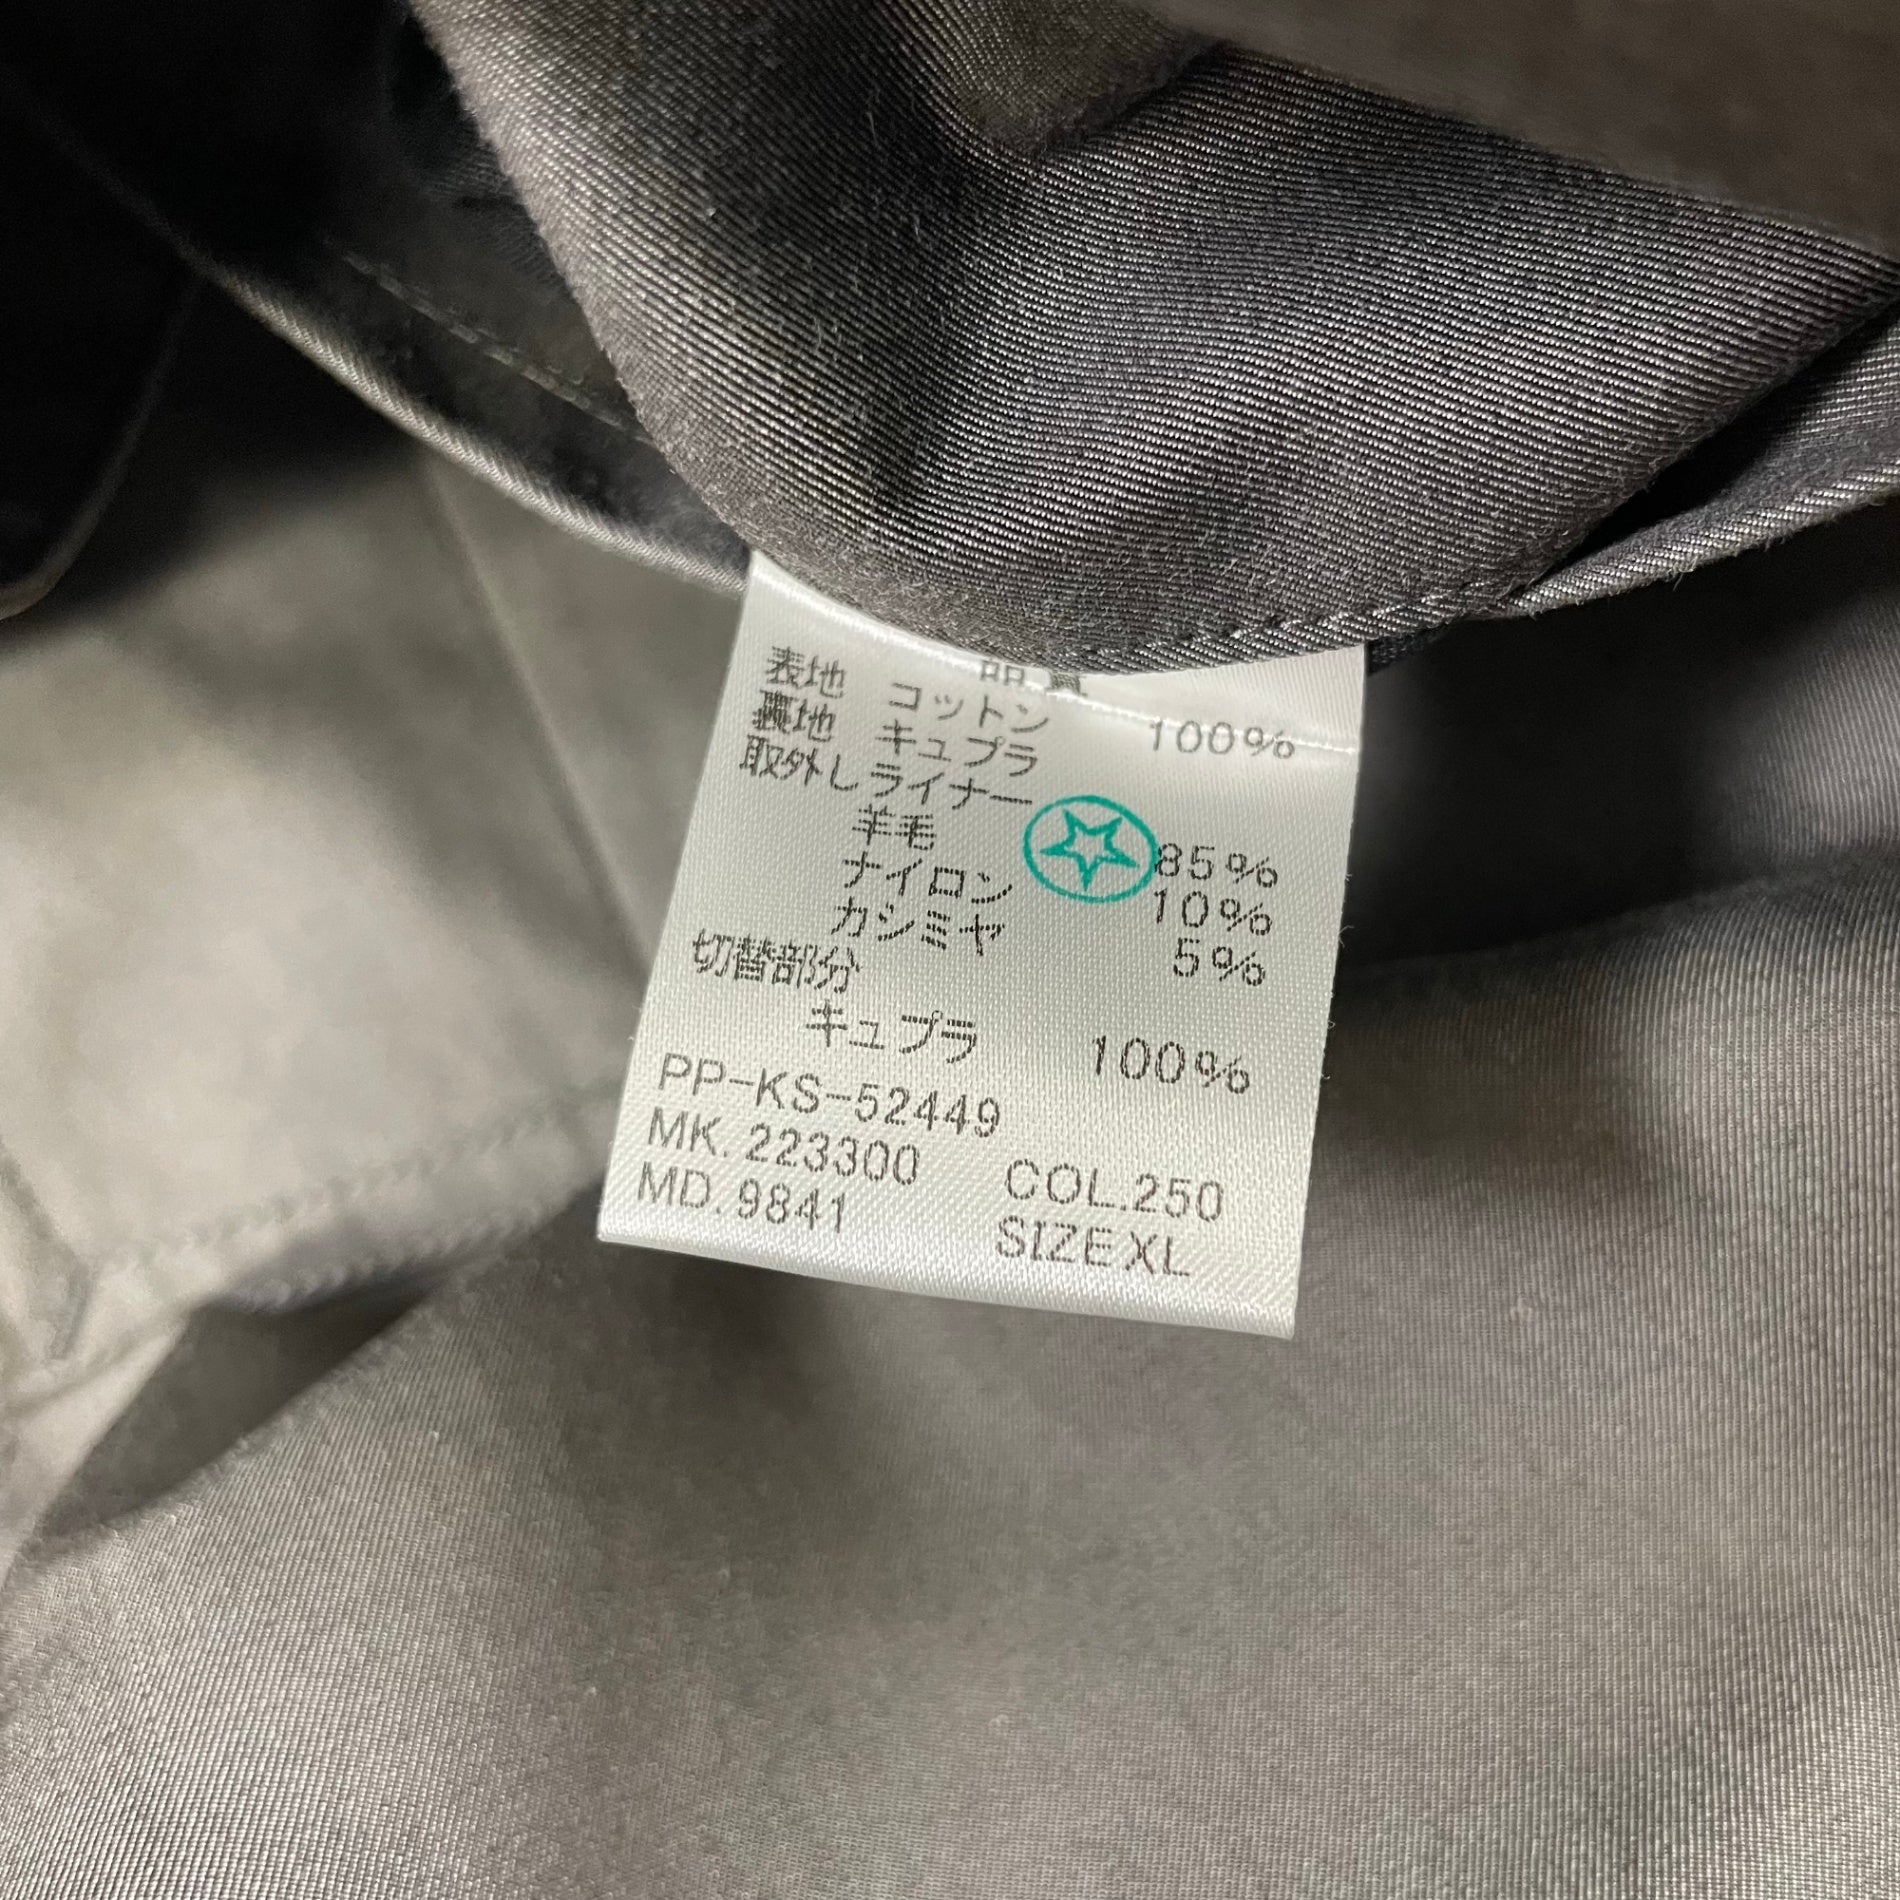 品質
表地 コットン 100%
裏地 キュプラ
取外しライナー
羊毛 85%
ナイロン 10%
カシミヤ 5%
切替部分
キュプラ 100%
PP-KS-52449
MK.223300 COL.250
MD.9841 SIZE XL